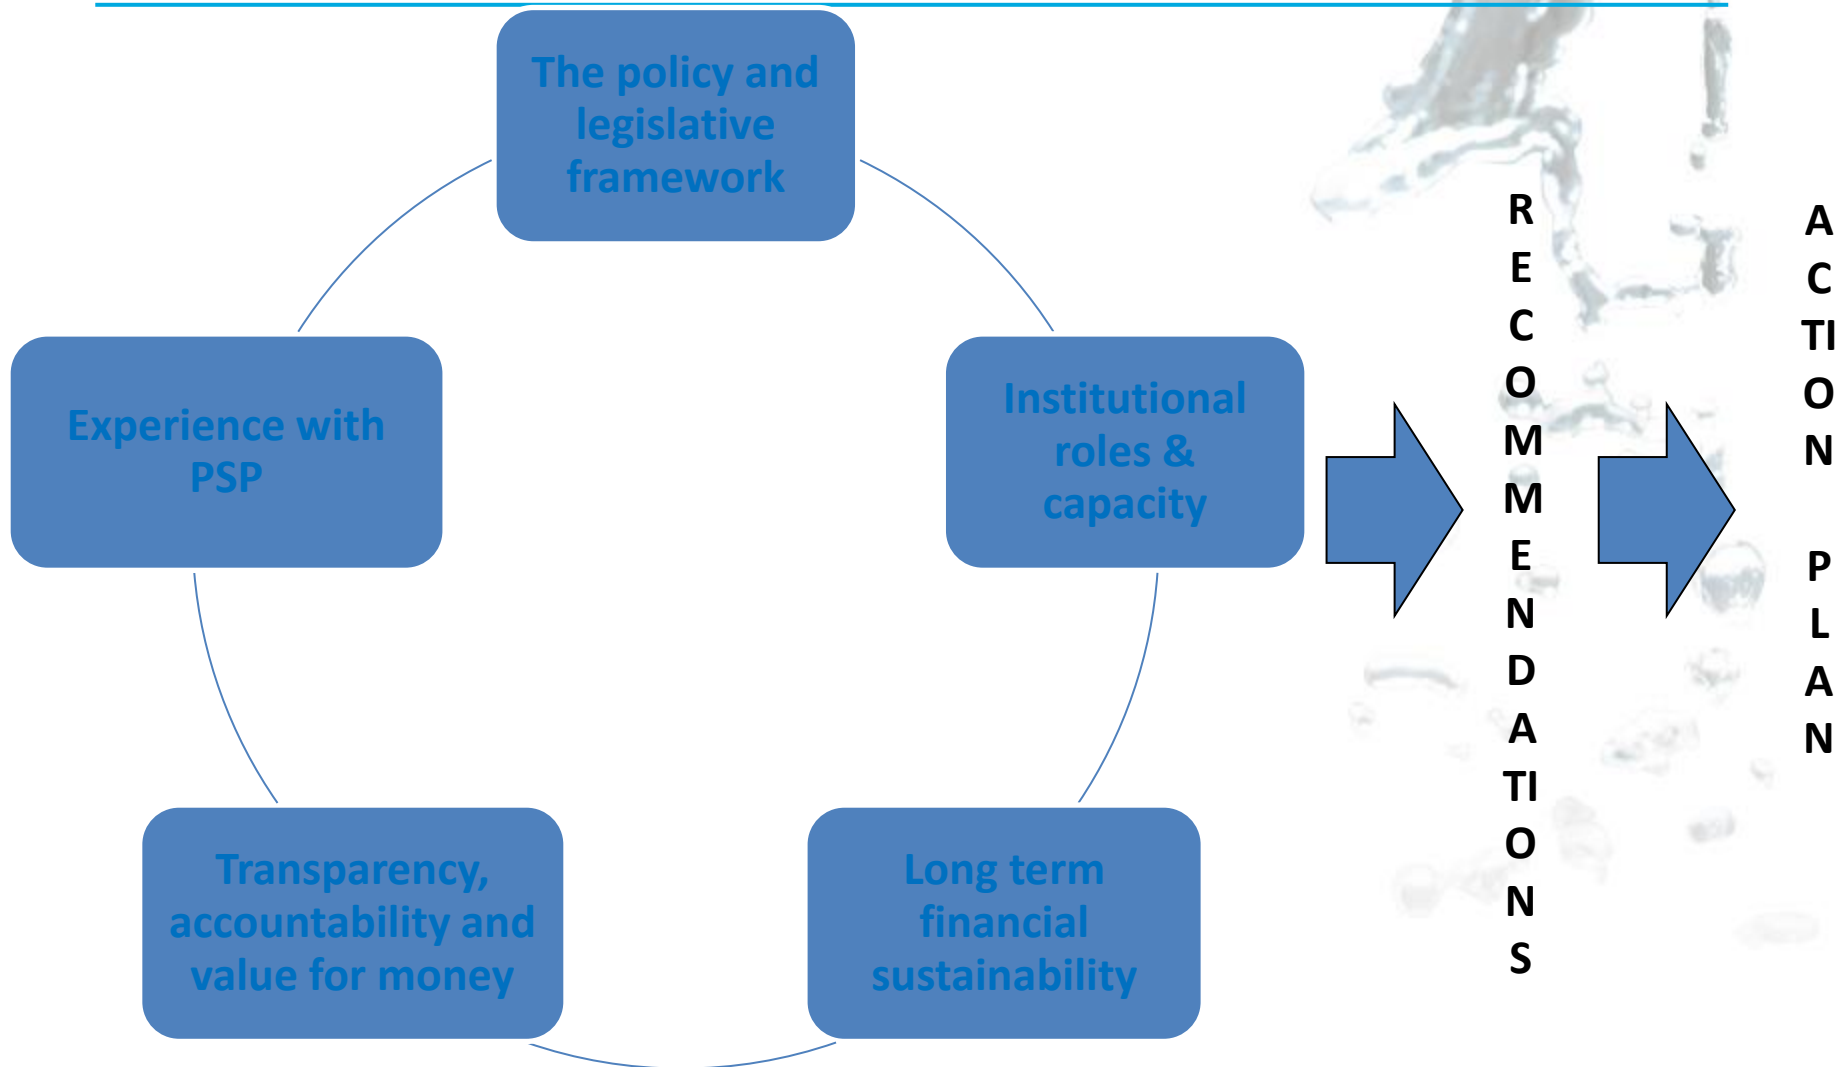 The policy and
legislative
framework
Institutional
roles &
capacity
Long term
financial
sustainability
Transparency,
accountability and
value for money
Experience with
PSP
R
E
C
O
M
M
E
N
D
A
TI
O
N
S
A
C
TI
O
N
P
L
A
N